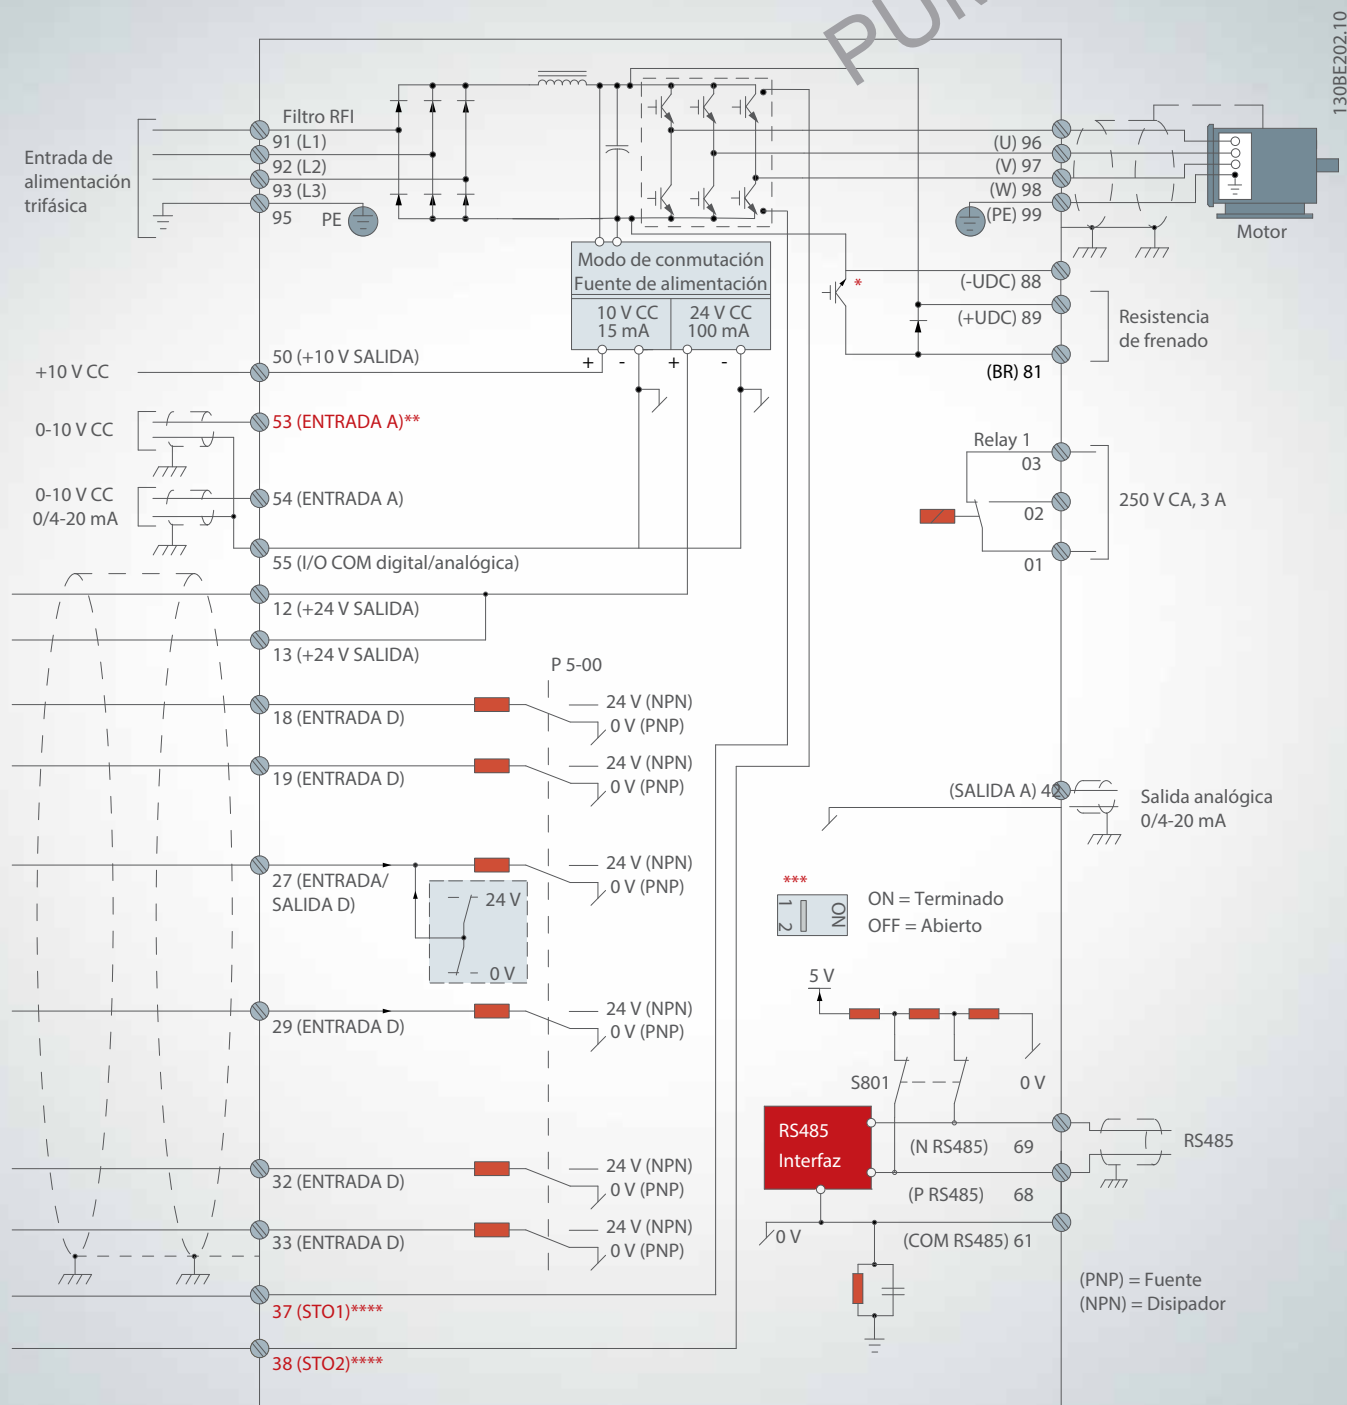 130BE202.10
Filtro RFI
91 (L1)
92 (L2)
93 (L3)
95
PE
Entrada de
alimentación
trifásica
(U) 96
(V) 97
(W) 98
(PE) 99
Motor
Modo de conmutación
Fuente de alimentación
10 V CC
15 mA
24 V CC
100 mA
+
-
+
-
*
(-UDC) 88
(+UDC) 89
(BR) 81
Resistencia
de frenado
+10 V CC
50 (+10 V SALIDA)
0-10 V CC
53 (ENTRADA A)**
0-10 V CC
0/4-20 mA
54 (ENTRADA A)
55 (I/O COM digital/analógica)
12 (+24 V SALIDA)
13 (+24 V SALIDA)
Relay 1
03
02
01
250 V CA, 3 A
P 5-00
18 (ENTRADA D)
24 V (NPN)
0 V (PNP)
19 (ENTRADA D)
24 V (NPN)
0 V (PNP)
27 (ENTRADA/
SALIDA D)
24 V (NPN)
0 V (PNP)
24 V
0 V
29 (ENTRADA D)
24 V (NPN)
0 V (PNP)
32 (ENTRADA D)
24 V (NPN)
0 V (PNP)
33 (ENTRADA D)
24 V (NPN)
0 V (PNP)
37 (STO1)****
38 (STO2)****
(SALIDA A) 42
Salida analógica
0/4-20 mA
***
1
2
ON
ON = Terminado
OFF = Abierto
5 V
S801
0 V
RS485
Interfaz
(N RS485) 69
(P RS485) 68
0 V
(COM RS485) 61
RS485
(PNP) = Fuente
(NPN) = Disipador